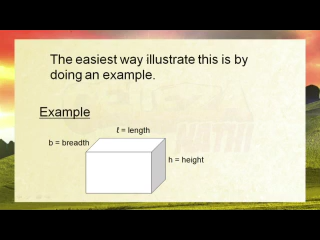 The easiest way illustrate this is by
doing an example.
Example
ℓ = length
b = breadth
h = height